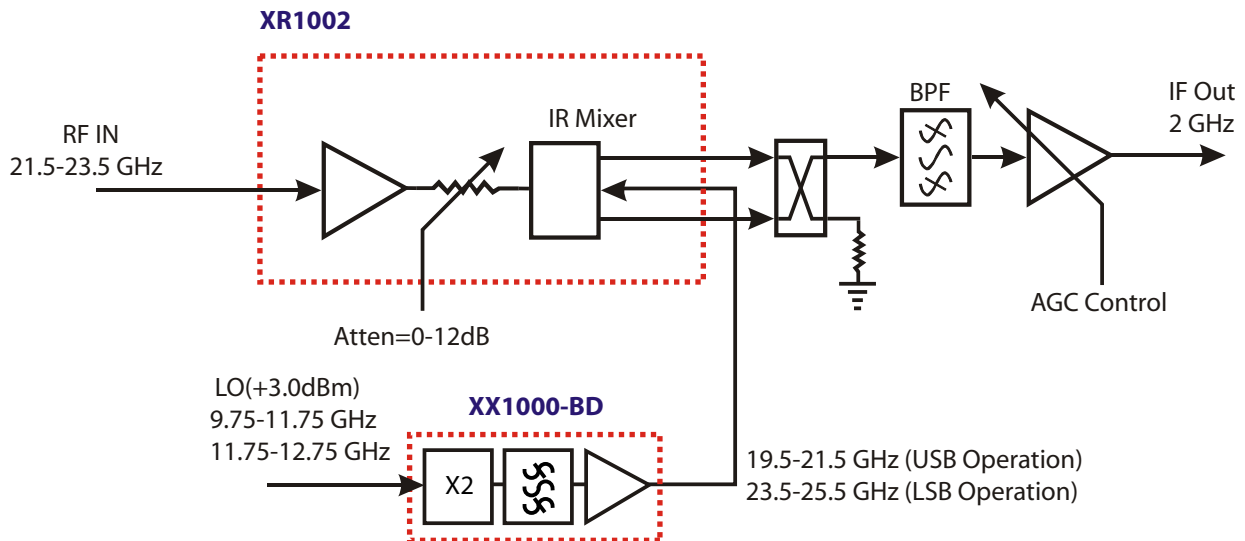 XR1002
RF IN
21.5-23.5 GHz
IR Mixer
BPF
IF Out
2 GHz
Atten=0-12dB
AGC Control
LO(+3.0dBm)
9.75-11.75 GHz
11.75-12.75 GHz
XX1000-BD
X2
19.5-21.5 GHz (USB Operation)
23.5-25.5 GHz (LSB Operation)